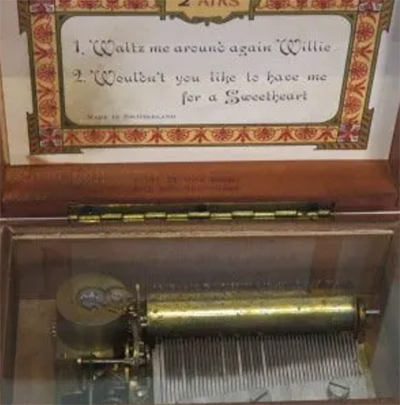 2 AIRS
1. Waltz me around again Willie
2. Wouldn't you like to have me
for a Sweetheart
MADE IN SWITZERLAND